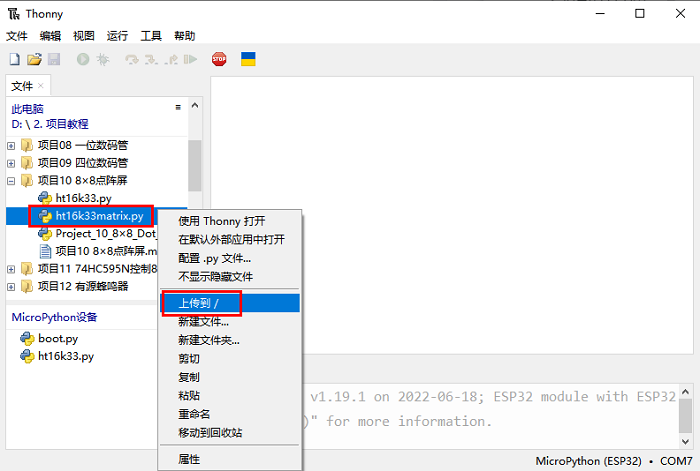 Thonny
文件 编辑 视图 运行 工具 帮助
STOP
文件 ×
此电脑
D: \ 2. 项目教程
项目08 一位数码管
项目09 四位数码管
项目10 8×8点阵屏
ht16k33.py
ht16k33matrix.py
Project_10_8×8_Dot_
项目10 8×8点阵屏.m
项目11 74HC595N控制8
项目12 有源蜂鸣器
MicroPython设备
boot.py
ht16k33.py
使用 Thonny 打开
在默认外部应用中打开
配置 .py 文件...
不显示隐藏文件
上传到 /
新建文件...
新建文件夹...
剪切
复制
粘贴
重命名
移动到回收站
属性
v1.19.1 on 2022-06-18; ESP32 module with ESP32
)" for more information.
MicroPython (ESP32) • COM7